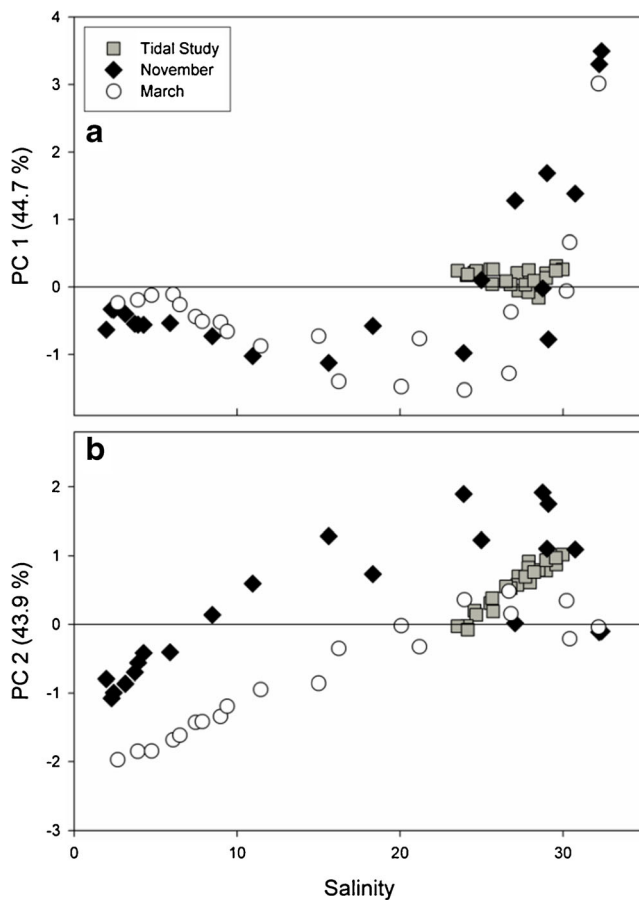 4
Tidal Study
November
March
3
a
2
1
0
-1
PC 1 (44.7 %)
b
2
1
0
-1
-2
-3
PC 2 (43.9 %)
0 10 20 30
Salinity